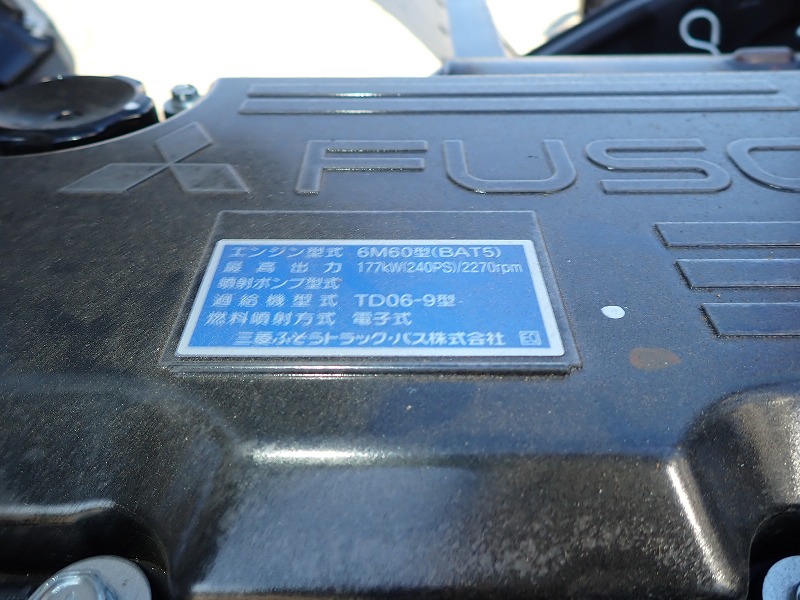 FUSO
エンジン型式 6M60型(BAT5)
最高出力 177kW(240PS)/2270rpm
噴射ポンプ型式
過給機型式 TD06-9型
燃料噴射方式 電子式
三菱ふそうトラック・バス株式会社